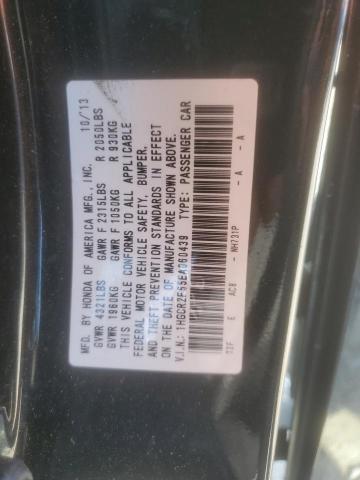 MFD. BY HONDA OF AMERICA MFG., INC. 10/13
GVWR 4321LBS GAWR F 2315LBS R 2050LBS
GVWR 1960KG GAWR F 1050KG R 930KG
THIS VEHICLE CONFORMS TO ALL APPLICABLE
FEDERAL MOTOR VEHICLE SAFETY, BUMPER,
AND THEFT PREVENTION STANDARDS IN EFFECT
ON THE DATE OF MANUFACTURE SHOWN ABOVE.
V.I.N.: 1HGCR2F55EA060439 TYPE: PASSENGER CAR
E AC8 - NH731P - A - A